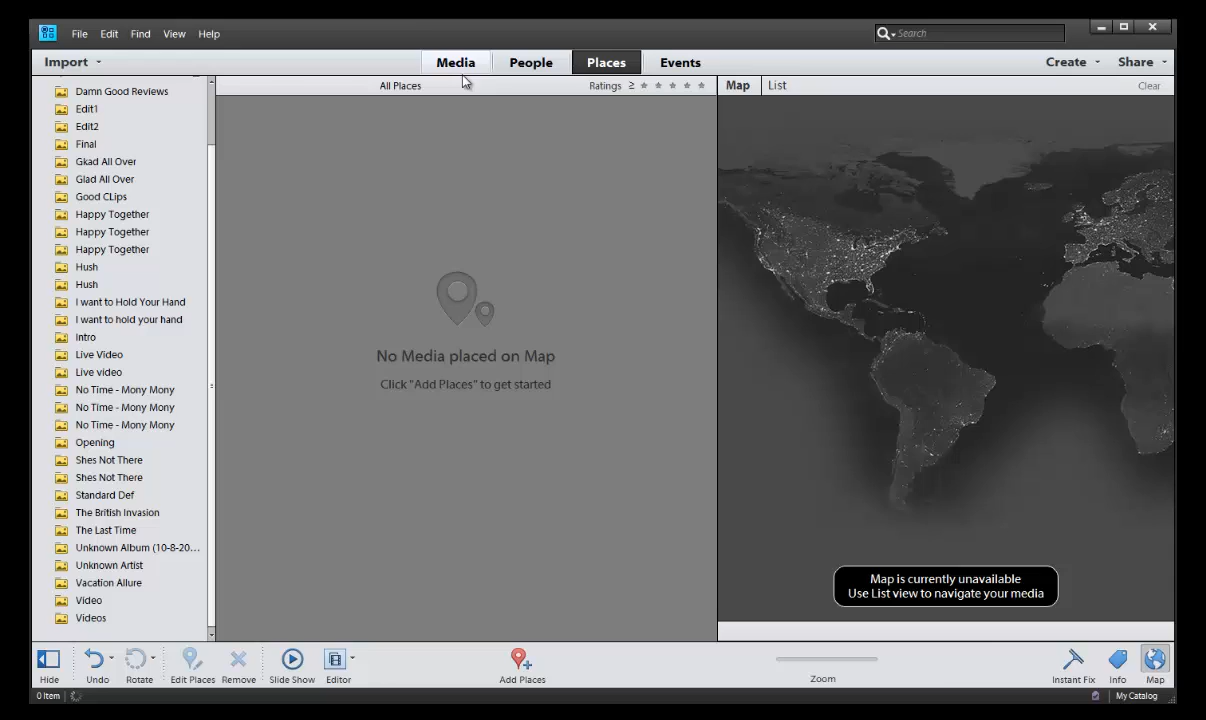 File Edit Find View Help
Search
Import
Media People Places Events
Create Share
All Places
Ratings ≥
Map List
Clear
Damn Good Reviews
Edit1
Edit2
Final
Gkad All Over
Glad All Over
Good CLips
Happy Together
Happy Together
Happy Together
Hush
Hush
I want to Hold Your Hand
I want to hold your hand
Intro
Live Video
Live video
No Time - Mony Mony
No Time - Mony Mony
No Time - Mony Mony
Opening
Shes Not There
Shes Not There
Standard Def
The British Invasion
The Last Time
Unknown Album (10-8-20...
Unknown Artist
Vacation Allure
Video
Videos
No Media placed on Map
Click "Add Places" to get started
Map is currently unavailable
Use List view to navigate your media
Hide Undo Rotate Edit Places Remove Slide Show Editor Add Places Zoom Instant Fix Info Map
0 Item
My Catalog